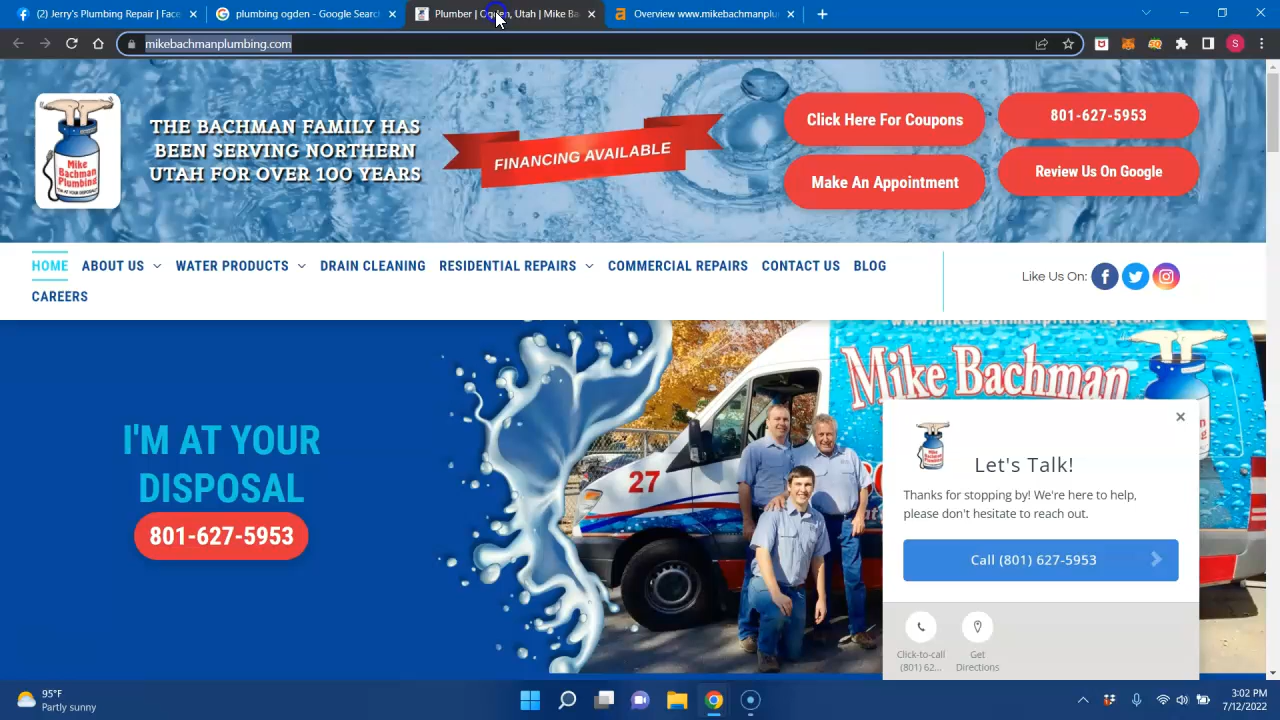 (2) Jerry's Plumbing Repair | Face
plumbing ogden - Google Search
Plumber | Ogden, Utah | Mike Ba
Overview www.mikebachmanplu
mikebachmanplumbing.com
S
Mike
Bachman
Plumbing
THE BACHMAN FAMILY HAS
BEEN SERVING NORTHERN
UTAH FOR OVER 100 YEARS
FINANCING AVAILABLE
Click Here For Coupons
801-627-5953
Make An Appointment
Review Us On Google
HOME ABOUT US WATER PRODUCTS DRAIN CLEANING RESIDENTIAL REPAIRS COMMERCIAL REPAIRS CONTACT US BLOG
CAREERS
Like Us On:
www.mikebachmanplumbing.com
Mike Bachman
27
I'M AT YOUR
DISPOSAL
801-627-5953
Let's Talk!
Thanks for stopping by! We're here to help,
please don't hesitate to reach out.
Call (801) 627-5953
Click-to-call
(801) 62...
Get
Directions
95°F
Partly sunny
3:02 PM
7/12/2022